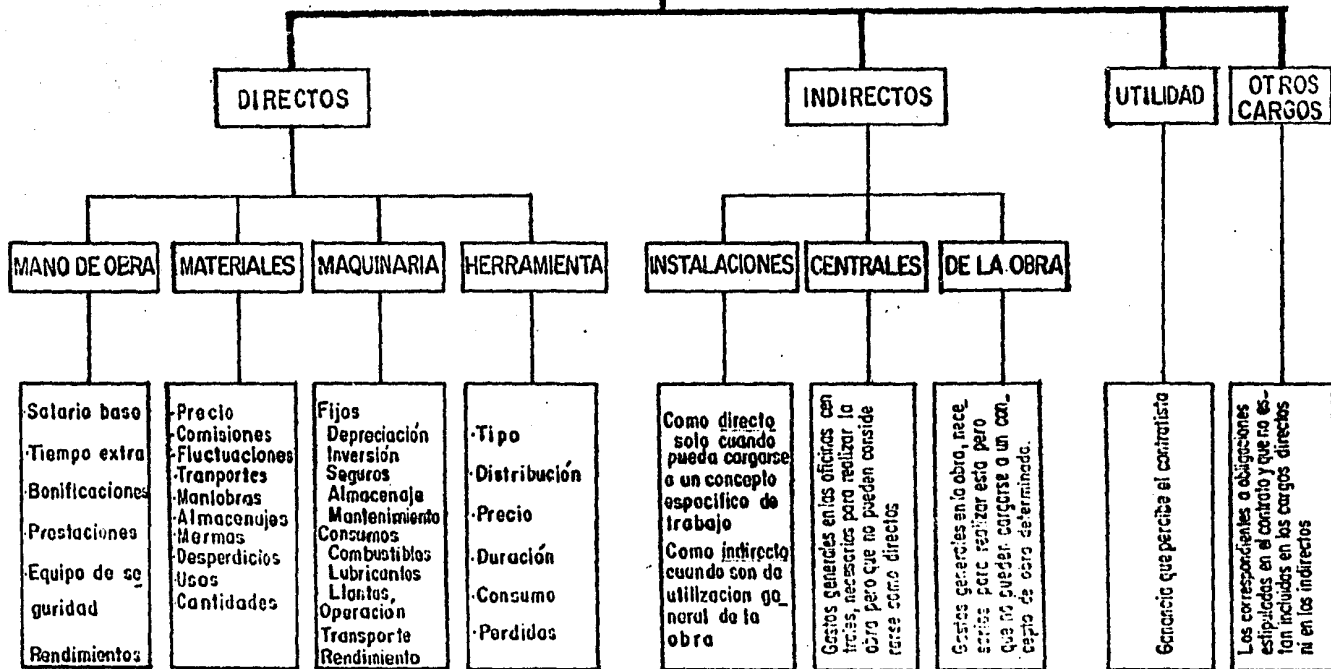 DIRECTOS
INDIRECTOS
UTILIDAD
OTROS
CARGOS
MANO DE OBRA
MATERIALES
MAQUINARIA
HERRAMIENTA
INSTALACIONES
CENTRALES
DE LA OBRA
·Salario base
·Tiempo extra
·Bonificaciones
·Prestaciones
·Equipo de se_
guridad
Rendimientos
·Precio
·Comisiones
·Fluctuaciones
·Tranportes
·Maniobras
·Almacenajes
·Mermas
·Desperdicios
·Usos
·Cantidades
Fijos
Depreciación
Inversión
Seguros
Almacenaje
Mantenimiento
Consumos
Combustibles
Lubricantes
Llantas,
Operación
Transporte
Rendimiento
·Tipo
·Distribución
·Precio
·Duración
·Consumo
·Perdidas
Como directo
solo cuando
pueda cargarse
a un concepto
especifico de
trabajo
Como indirecto
cuando son de
utilizacion ge_
neral de la
obra
Gastos generales en las oficinas cen
trales, necesarios para realizar la
obra pero que no pueden conside
rarse como directos
Gastos generales en la obra, nece_
sarios para realizar esta pero
que no pueden cargarse a un con_
cepto de obra determinado.
Ganancia que percibe el contratista
Los correspondientes a obligaciones
estipuladas en el contrato y que no es_
tan incluidas en los cargos directos
ni en los indirectos